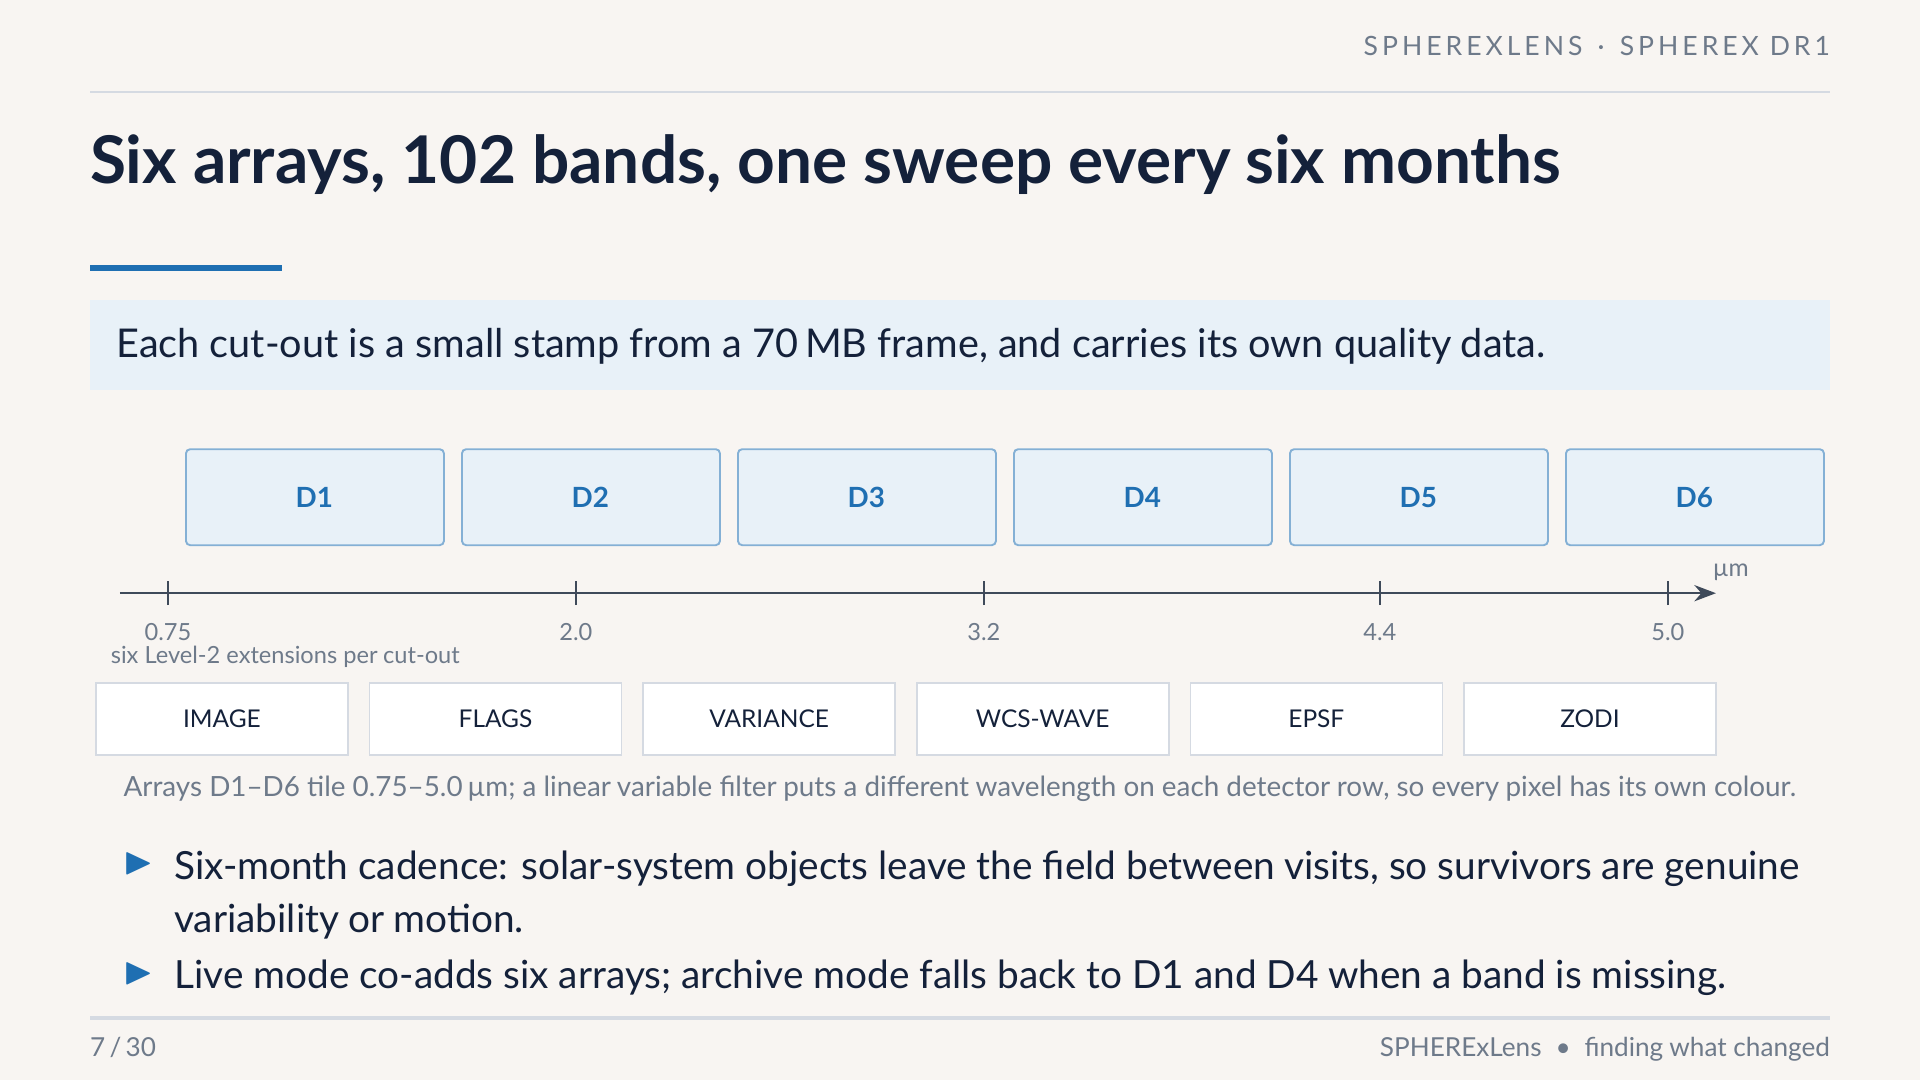 SPHEREXLENS · SPHEREX DR1
Six arrays, 102 bands, one sweep every six months
Each cut-out is a small stamp from a 70 MB frame, and carries its own quality data.
D1 D2 D3 D4 D5 D6
µm
0.75 2.0 3.2 4.4 5.0
six Level-2 extensions per cut-out
IMAGE FLAGS VARIANCE WCS-WAVE EPSF ZODI
Arrays D1–D6 tile 0.75–5.0 µm; a linear variable filter puts a different wavelength on each detector row, so every pixel has its own colour.
▶ Six-month cadence: solar-system objects leave the field between visits, so survivors are genuine
variability or motion.
▶ Live mode co-adds six arrays; archive mode falls back to D1 and D4 when a band is missing.
7 / 30
SPHERExLens • finding what changed